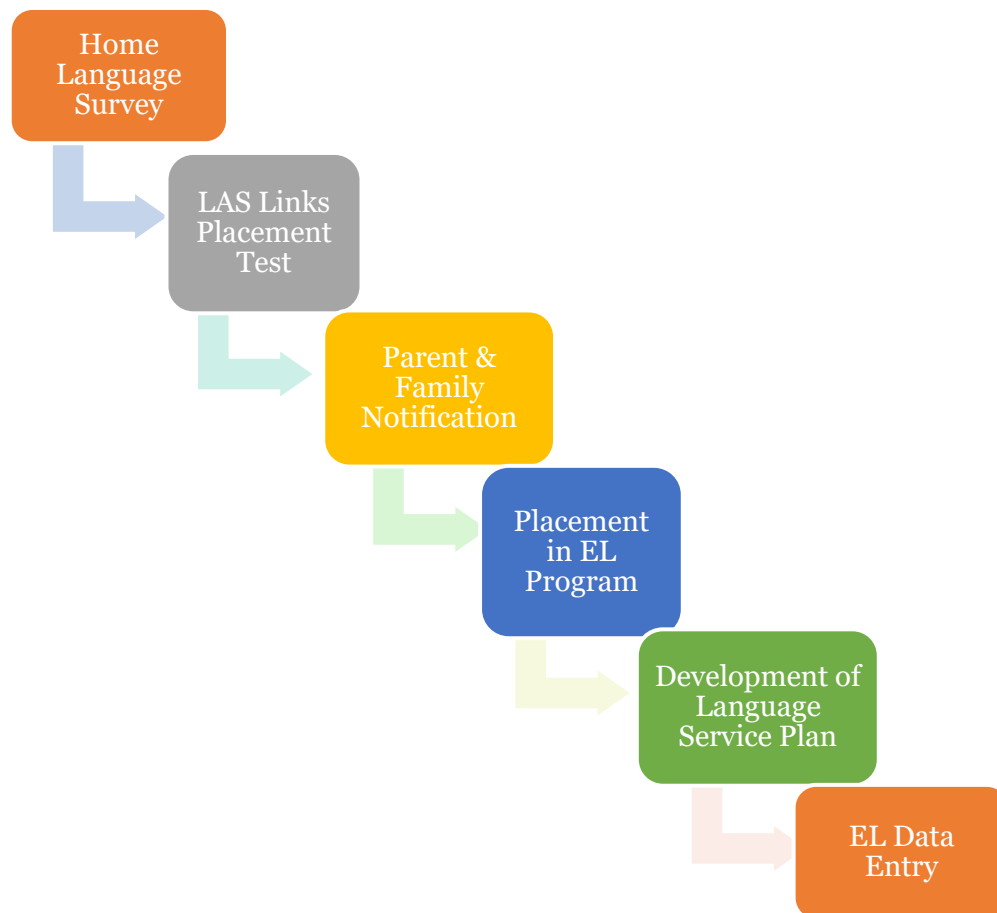 Home
Language
Survey
LAS Links
Placement
Test
Parent &
Family
Notification
Placement
in EL
Program
Development of
Language
Service Plan
EL Data
Entry